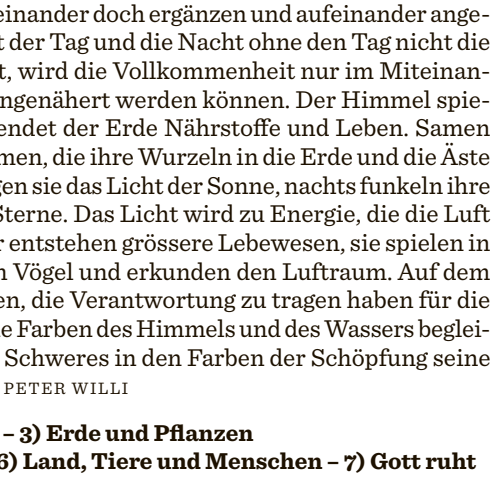 einander doch ergänzen und aufeinander ange-
t der Tag und die Nacht ohne den Tag nicht die
t, wird die Vollkommenheit nur im Miteinan-
ngenähert werden können. Der Himmel spie-
endet der Erde Nährstoffe und Leben. Samen
men, die ihre Wurzeln in die Erde und die Äste
gen sie das Licht der Sonne, nachts funkeln ihre
Sterne. Das Licht wird zu Energie, die die Luft
r entstehen grössere Lebewesen, sie spielen in
n Vögel und erkunden den Luftraum. Auf dem
en, die Verantwortung zu tragen haben für die
e Farben des Himmels und des Wassers beglei-
Schweres in den Farben der Schöpfung seine
PETER WILLI
– 3) Erde und Pflanzen
6) Land, Tiere und Menschen – 7) Gott ruht